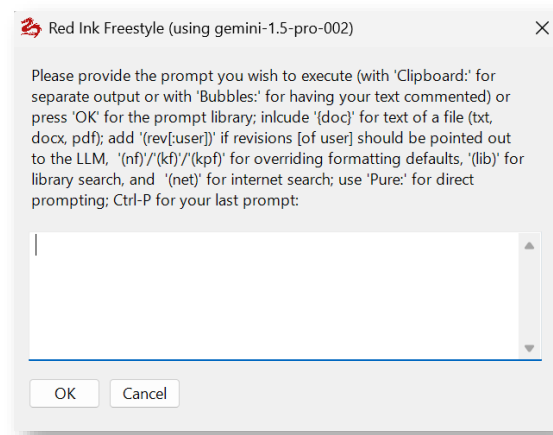 Red Ink Freestyle (using gemini-1.5-pro-002)
Please provide the prompt you wish to execute (with 'Clipboard:' for
separate output or with 'Bubbles:' for having your text commented) or
press 'OK' for the prompt library; inlcude '{doc}' for text of a file (txt,
docx, pdf); add '(rev[:user])' if revisions [of user] should be pointed out
to the LLM,  '(nf)'/'(kf)'/'(kpf)' for overriding formatting defaults, '(lib)' for
library search, and  '(net)' for internet search; use 'Pure:' for direct
prompting; Ctrl-P for your last prompt:
OK Cancel